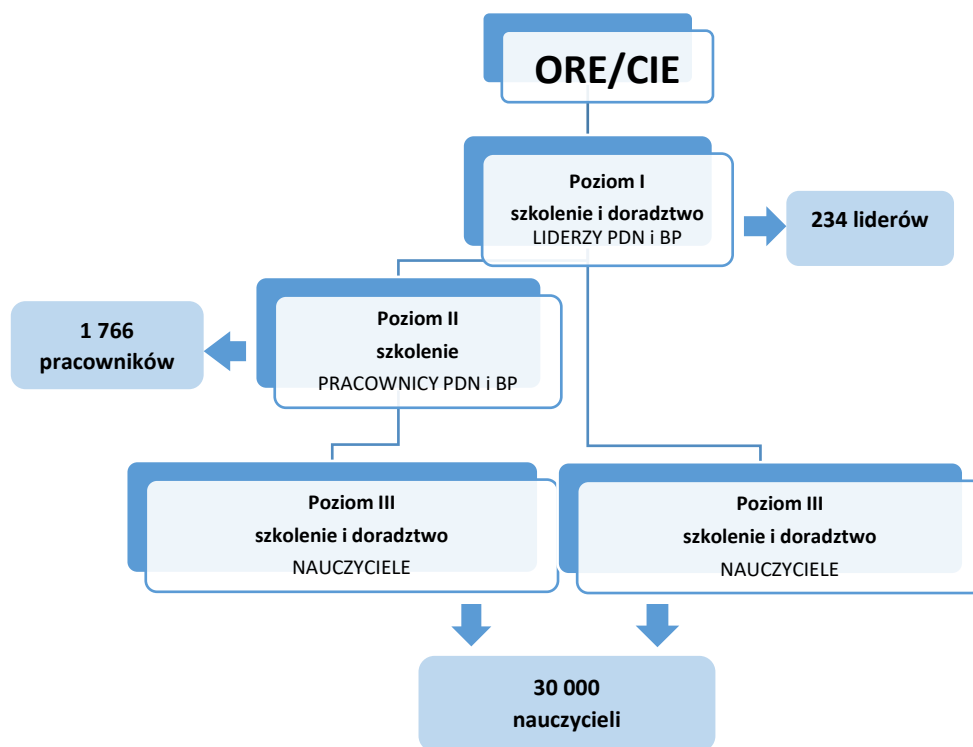 ORE/CIE
Poziom I
szkolenie i doradztwo
LIDERZY PDN i BP
234 liderów
Poziom II
szkolenie
PRACOWNICY PDN i BP
1 766
pracowników
Poziom III
szkolenie i doradztwo
NAUCZYCIELE
Poziom III
szkolenie i doradztwo
NAUCZYCIELE
30 000
nauczycieli